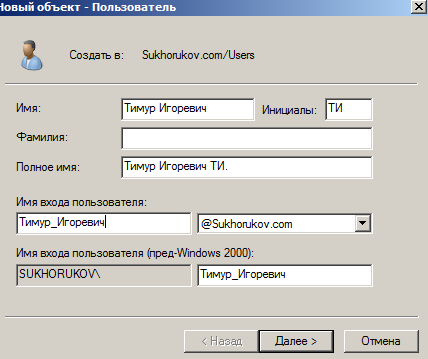 Новый объект - Пользователь
Создать в: Sukhorukov.com/Users
Имя: Тимур Игоревич Инициалы: ТИ
Фамилия:
Полное имя: Тимур Игоревич ТИ.
Имя входа пользователя:
Тимур_Игоревич @Sukhorukov.com
Имя входа пользователя (пред-Windows 2000):
SUKHORUKOV\ Тимур_Игоревич
< Назад Далее > Отмена